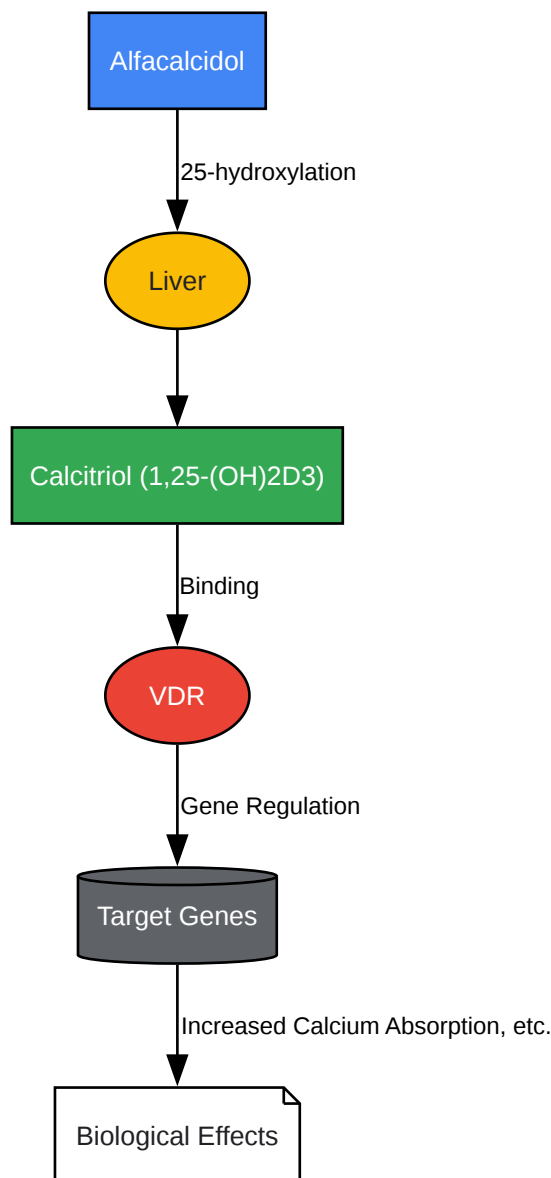 Alfacalcidol
25-hydroxylation
Liver
Calcitriol (1,25-(OH)2D3)
Binding
VDR
Gene Regulation
Target Genes
Increased Calcium Absorption, etc.
Biological Effects